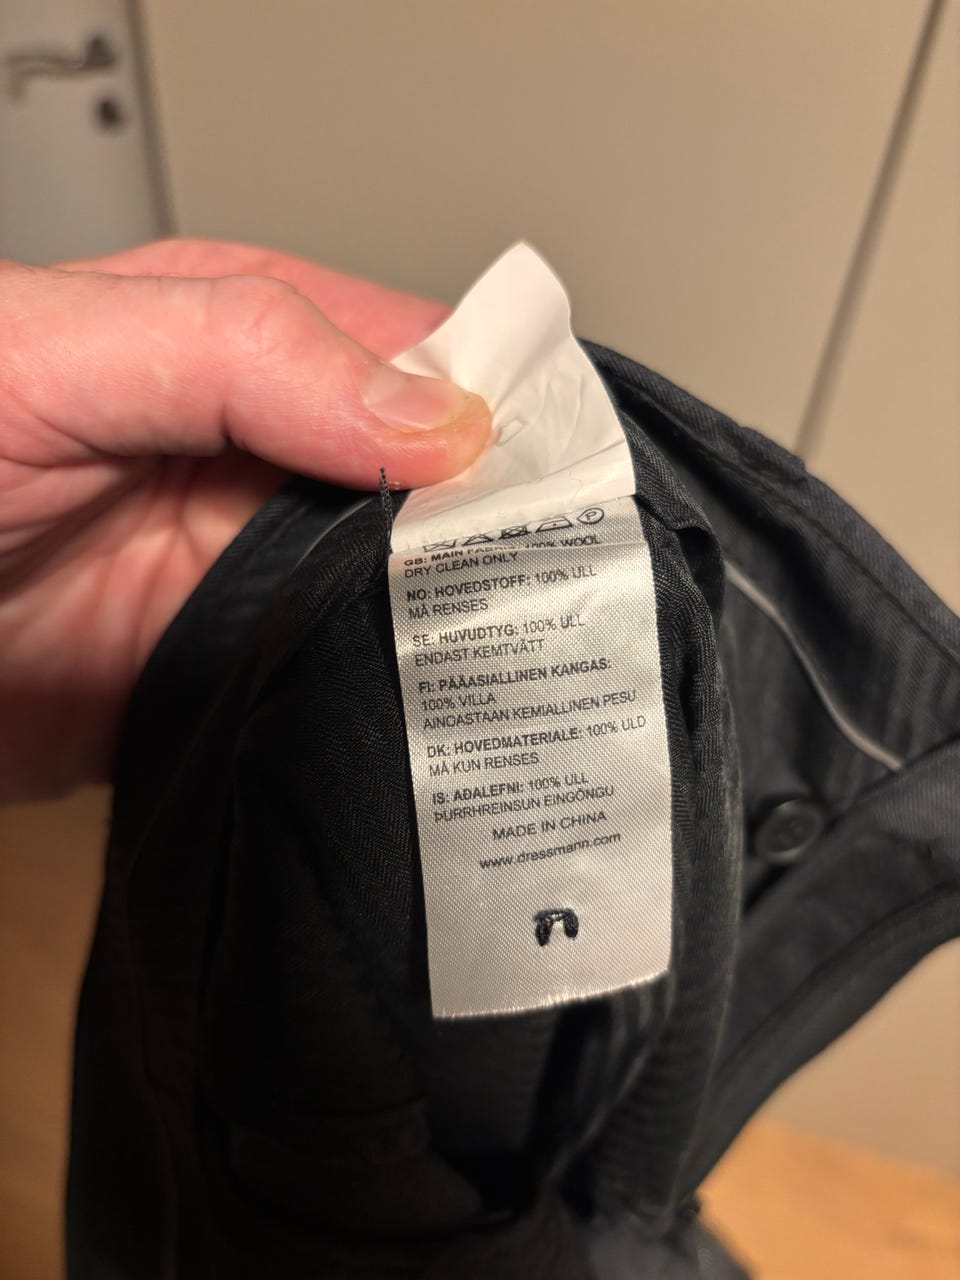 P
GB: MAIN FABRIC: 100% WOOL
DRY CLEAN ONLY
NO: HOVEDSTOFF: 100% ULL
MÅ RENSES
SE: HUVUDTYG: 100% ULL
ENDAST KEMTVÄTT
FI: PÄÄASIALLINEN KANGAS:
100% VILLA
AINOASTAAN KEMIALLINEN PESU
DK: HOVEDMATERIALE: 100% ULD
MÅ KUN RENSES
IS: AÐALEFNI: 100% ULL
ÞURRHREINSUN EINGÖNGU
MADE IN CHINA
www.dressmann.com